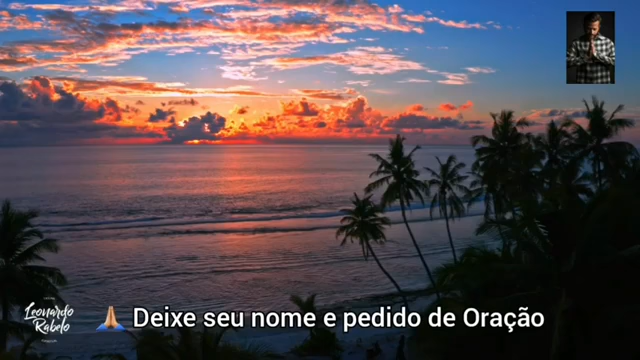 🙏🏼 Deixe seu nome e pedido de Oração
Leonardo
Rabelo